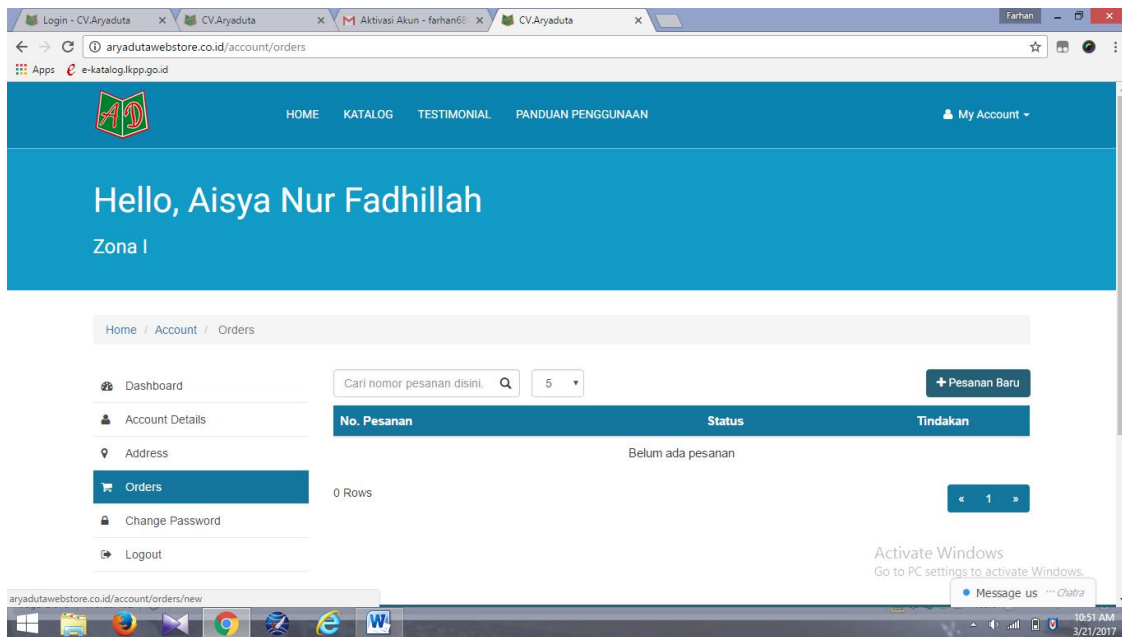 Login - CV.Aryaduta
CV.Aryaduta
Aktivasi Akun - farhan68
CV.Aryaduta
Farhan
aryadutawebstore.co.id/account/orders
Apps
e-katalog.lkpp.go.id
AD
HOME
KATALOG
TESTIMONIAL
PANDUAN PENGGUNAAN
My Account
Hello, Aisya Nur Fadhillah
Zona I
Home / Account / Orders
Dashboard
Account Details
Address
Orders
Change Password
Logout
Cari nomor pesanan disini.
5
+ Pesanan Baru
No. Pesanan
Status
Tindakan
Belum ada pesanan
0 Rows
« 1 »
Activate Windows
Go to PC settings to activate Windows.
Message us
Chatra
aryadutawebstore.co.id/account/orders/new
10:51 AM
3/21/2017